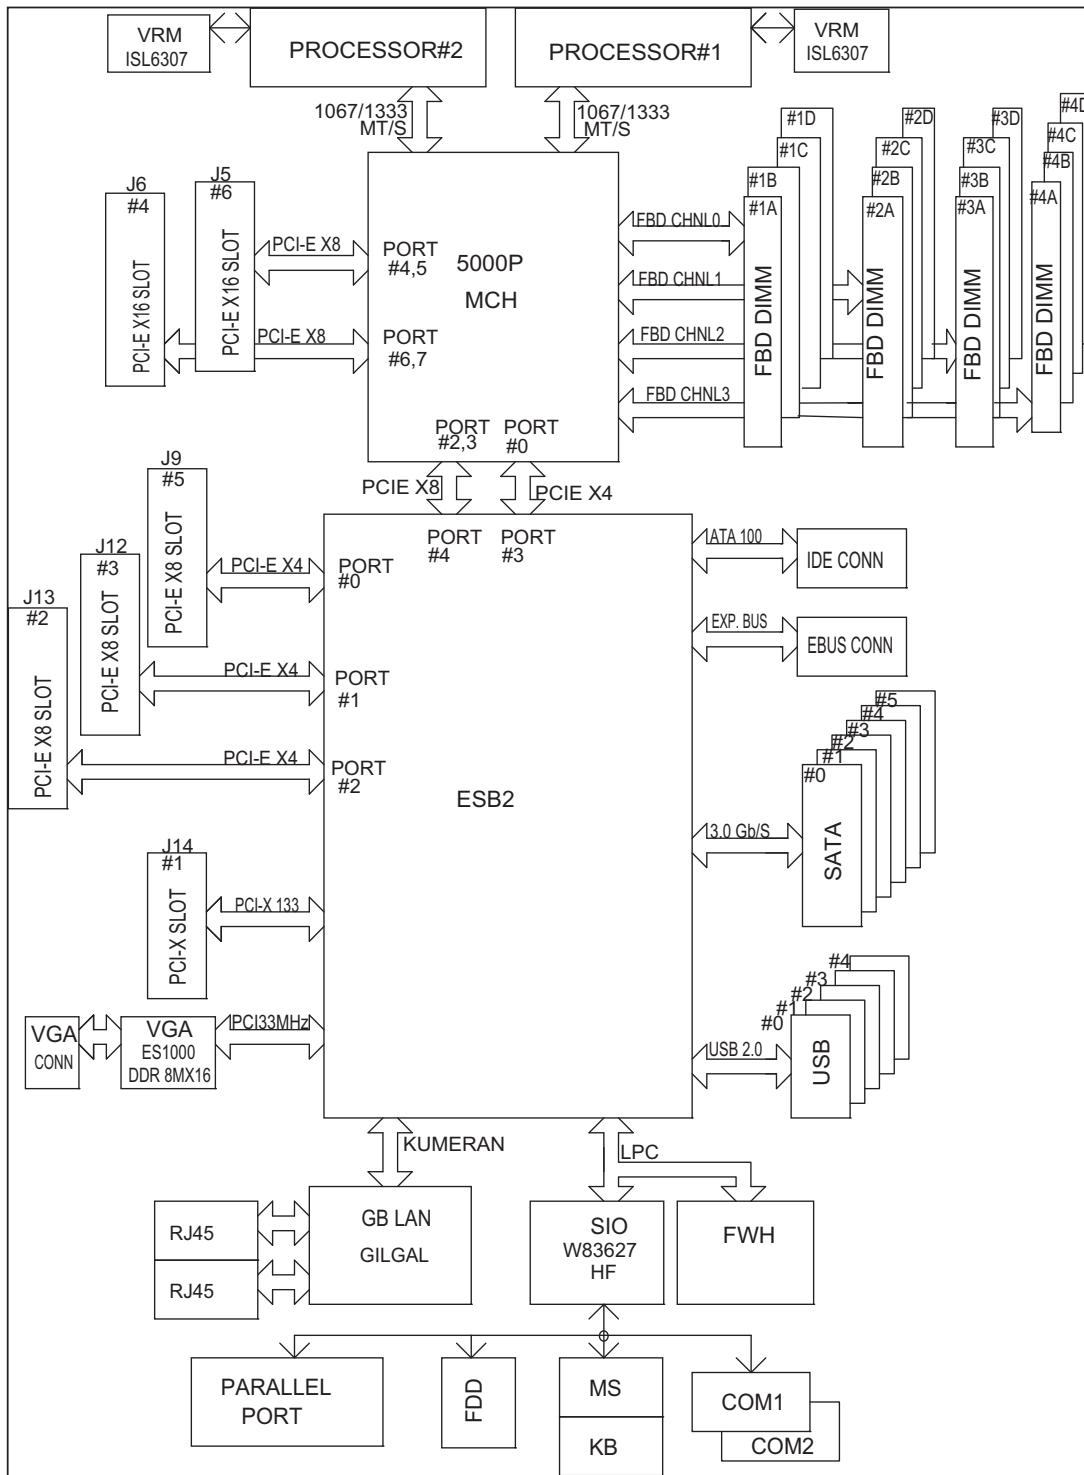 VRM
ISL6307
PROCESSOR#2
PROCESSOR#1
VRM
ISL6307
1067/1333
MT/S
1067/1333
MT/S
#1D
#1C
#1B
#1A
#2D
#2C
#2B
#2A
#3D
#3C
#3B
#3A
#4D
#4C
#4B
#4A
FBD DIMM
FBD DIMM
FBD DIMM
FBD DIMM
J6
#4
PCI-E X16 SLOT
J5
#6
PCI-E X16 SLOT
PCI-E X8
PCI-E X8
PORT
#4,5
PORT
#6,7
5000P
MCH
FBD CHNL0
FBD CHNL1
FBD CHNL2
FBD CHNL3
PORT
#2,3
PORT
#0
PCIE X8
PCIE X4
J9
#5
PCI-E X8 SLOT
J12
#3
PCI-E X8 SLOT
J13
#2
PCI-E X8 SLOT
PCI-E X4
PCI-E X4
PCI-E X4
PORT
#4
PORT
#3
PORT
#0
PORT
#1
PORT
#2
ESB2
ATA 100
IDE CONN
EXP. BUS
EBUS CONN
#5
#4
#3
#2
#1
#0
SATA
3.0 Gb/S
J14
#1
PCI-X SLOT
PCI-X 133
VGA
CONN
VGA
ES1000
DDR 8MX16
PCI33MHz
#4
#3
#2
#1
#0
USB
USB 2.0
KUMERAN
LPC
RJ45
RJ45
GB LAN
GILGAL
SIO
W83627
HF
FWH
PARALLEL
PORT
FDD
MS
KB
COM1
COM2